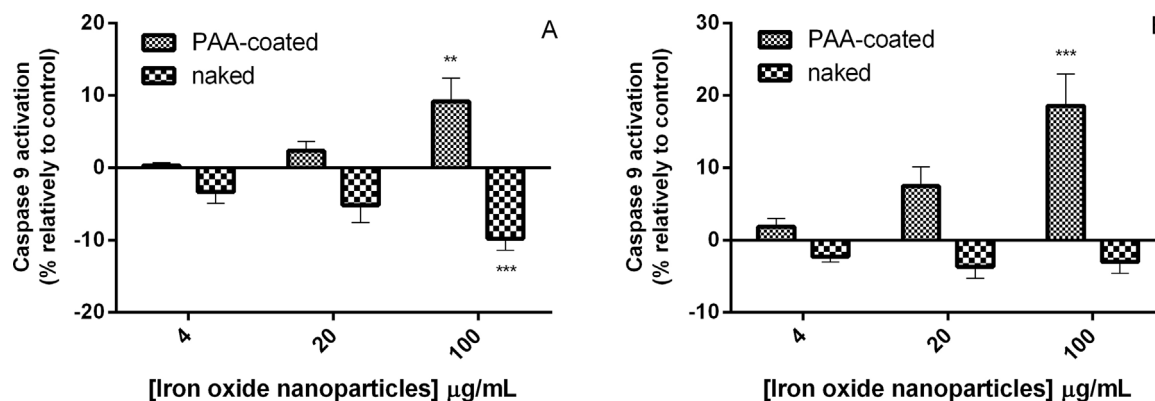 A
PAA-coated
naked
Caspase 9 activation
(% relatively to control)
20
10
0
-10
-20
**
***
4
20
100
[Iron oxide nanoparticles] μg/mL
PAA-coated
naked
Caspase 9 activation
(% relatively to control)
30
20
10
0
-10
***
4
20
100
[Iron oxide nanoparticles] μg/mL